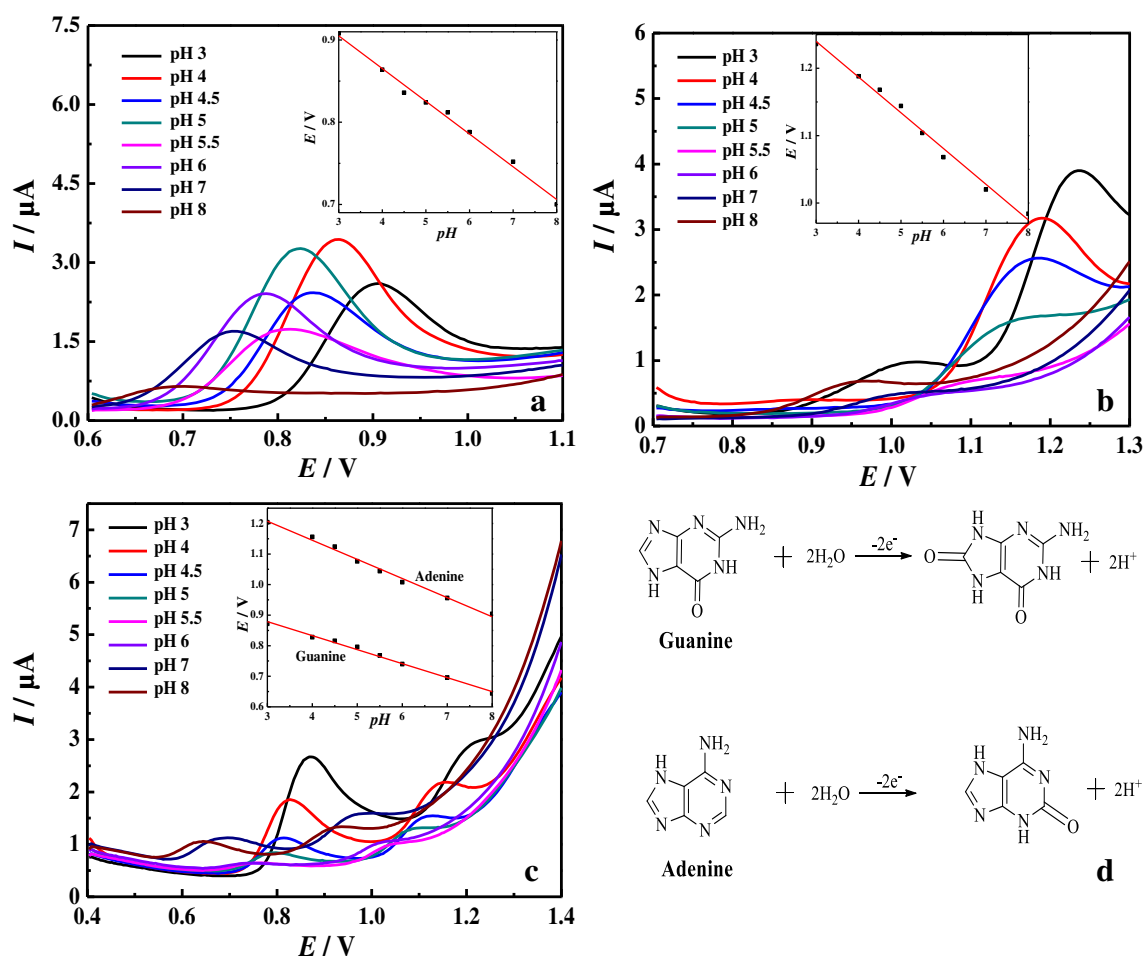 7.5
6.0
4.5
3.0
1.5
0.0
I / μA
pH 3
pH 4
pH 4.5
pH 5
pH 5.5
pH 6
pH 7
pH 8
0.9
0.8
0.7
E / V
3 4 5 6 7 8
pH
a
0.6 0.7 0.8 0.9 1.0 1.1
E / V
6
5
4
3
2
1
0
I / μA
pH 3
pH 4
pH 4.5
pH 5
pH 5.5
pH 6
pH 7
pH 8
1.2
1.1
1.0
E / V
3 4 5 6 7 8
pH
b
0.7 0.8 0.9 1.0 1.1 1.2 1.3
E / V
7
6
5
4
3
2
1
0
I / μA
pH 3
pH 4
pH 4.5
pH 5
pH 5.5
pH 6
pH 7
pH 8
1.2
1.1
1.0
0.9
0.8
0.7
0.6
E / V
Adenine
Guanine
3 4 5 6 7 8
pH
c
0.4 0.6 0.8 1.0 1.2 1.4
E / V
N N NH2
N H NH O
+ 2H2O -2e-
H N N NH2
O N H NH O
+ 2H+
Guanine
NH2
H N N
N N
+ 2H2O -2e-
NH2
H N N
N N H O
+ 2H+
Adenine
d